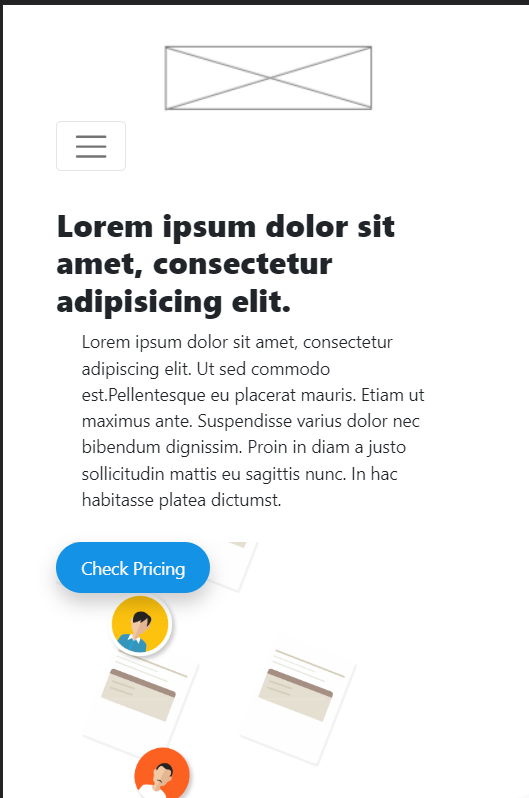 Lorem ipsum dolor sit
amet, consectetur
adipisicing elit.
Lorem ipsum dolor sit amet, consectetur
adipiscing elit. Ut sed commodo
est.Pellentesque eu placerat mauris. Etiam ut
maximus ante. Suspendisse varius dolor nec
bibendum dignissim. Proin in diam a justo
sollicitudin mattis eu sagittis nunc. In hac
habitasse platea dictumst.
Check Pricing